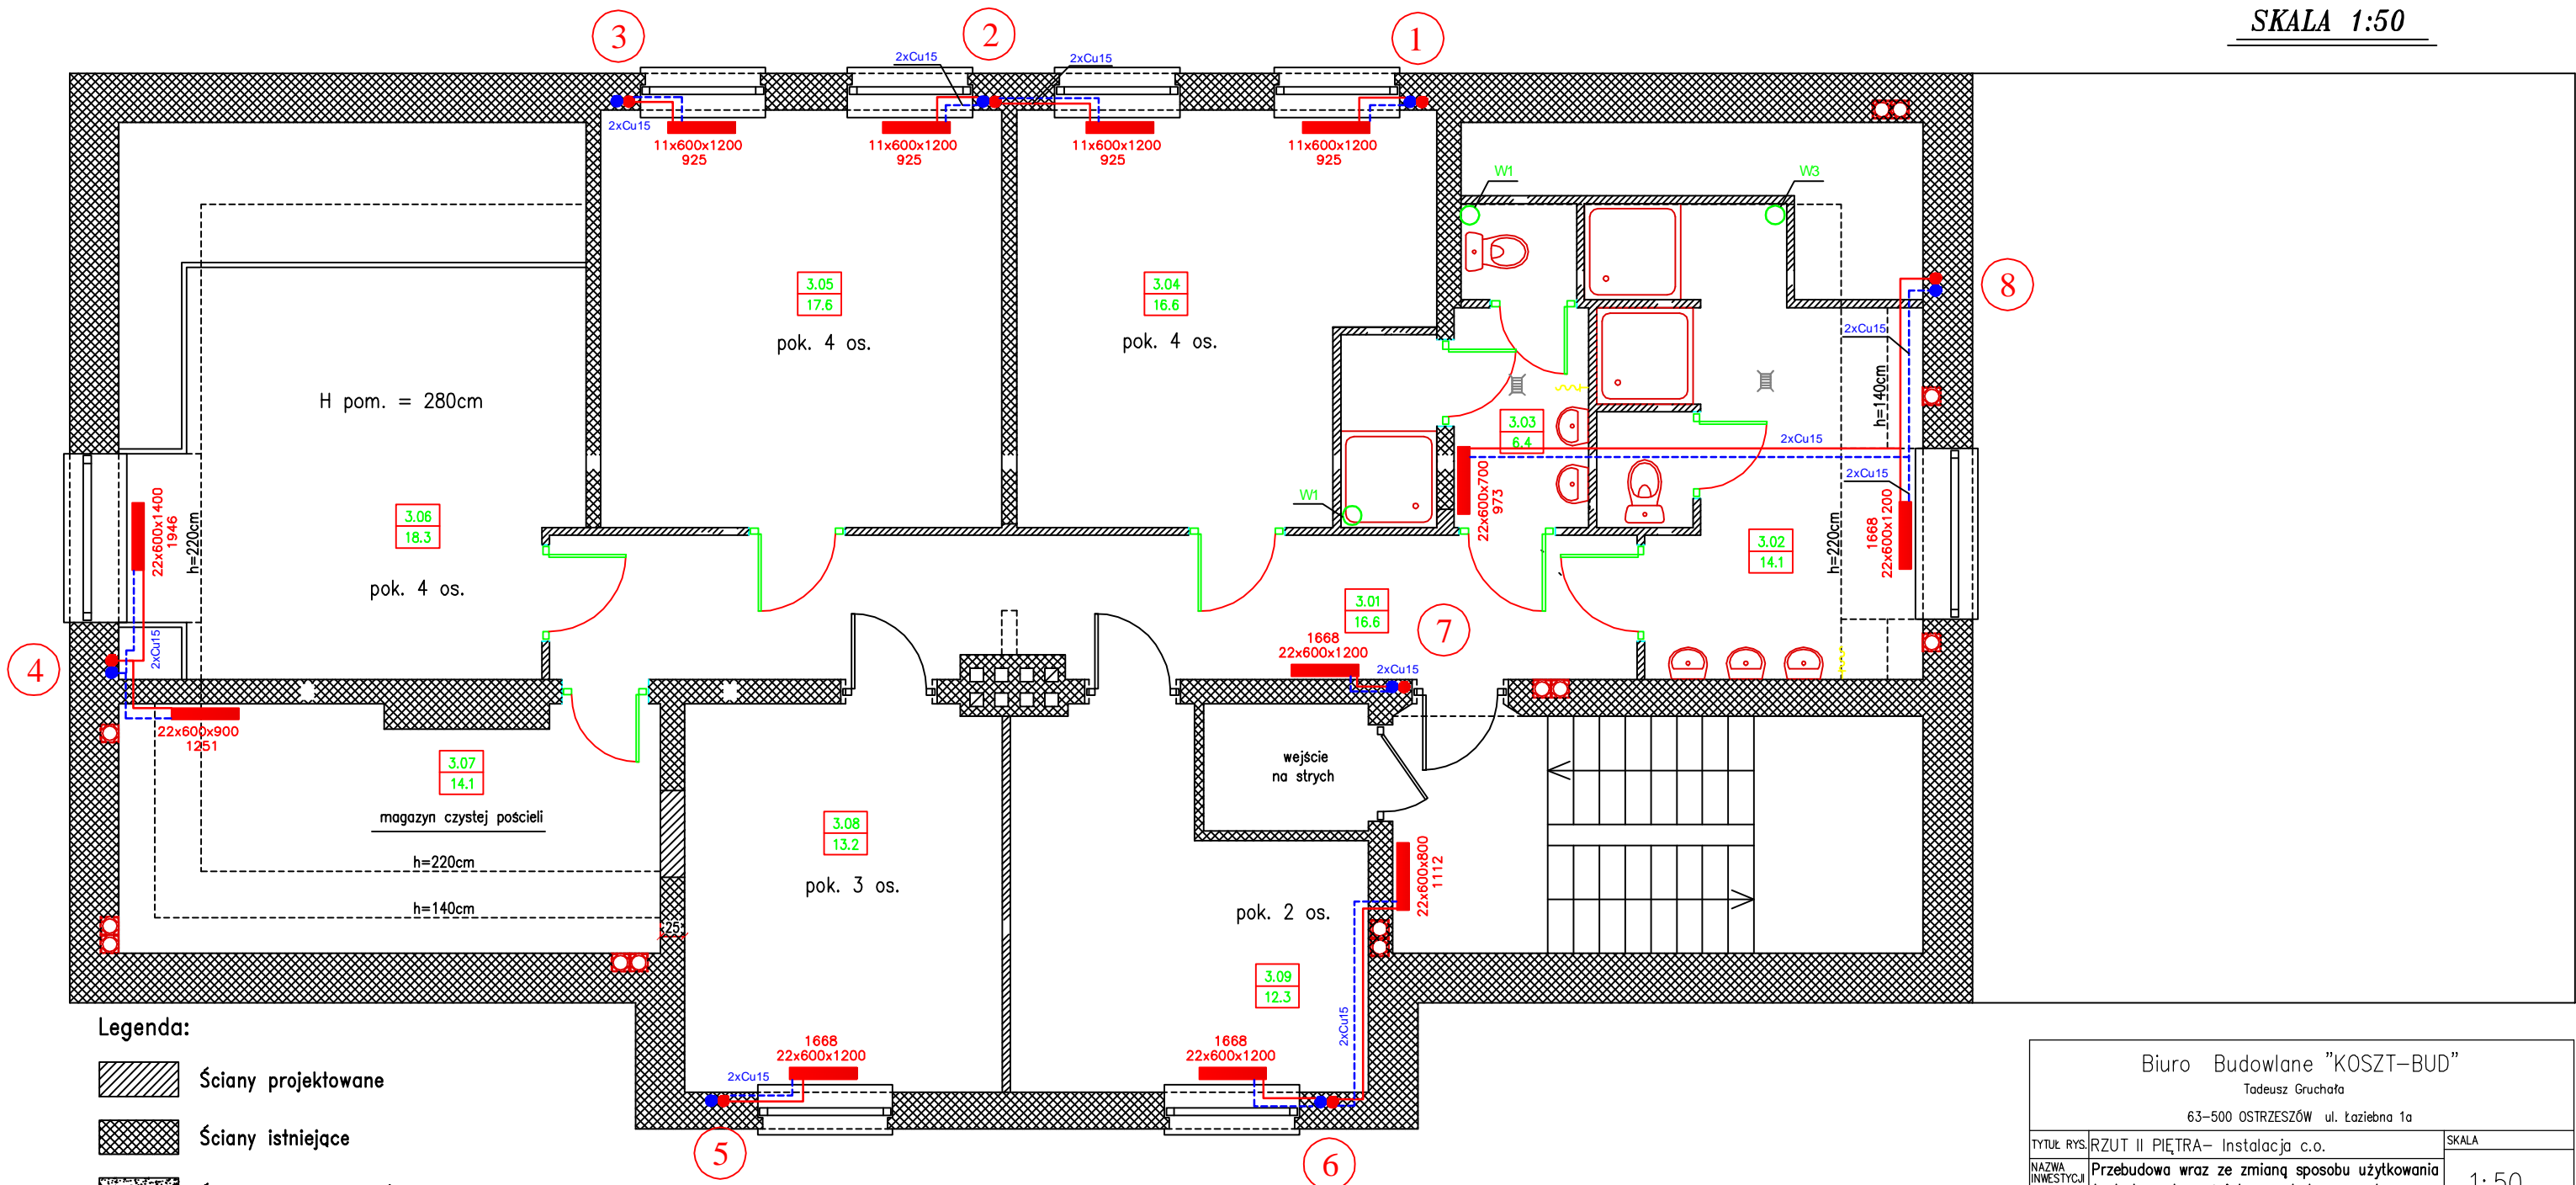 SKALA 1:50
3
2
1
2xCu15
2xCu15
2xCu15
11x600x1200
925
11x600x1200
925
11x600x1200
925
11x600x1200
925
W1
W3
3.05
17.6
pok. 4 os.
3.04
16.6
pok. 4 os.
8
2xCu15
h=140cm
H pom. = 280cm
3.03
6.4
2xCu15
2xCu15
22x600x700
973
W1
3.06
18.3
pok. 4 os.
22x600x1400
1946
h=220cm
1668
22x600x1200
h=220cm
3.02
14.1
3.01
16.6
7
1668
22x600x1200
2xCu15
4
2xCu15
22x600x900
1251
3.07
14.1
magazyn czystej pościeli
h=220cm
h=140cm
25
wejście
na strych
3.08
13.2
pok. 3 os.
22x600x800
1112
pok. 2 os.
3.09
12.3
2xCu15
1668
22x600x1200
2xCu15
1668
22x600x1200
5
6
Legenda:
Ściany projektowane
Ściany istniejące
Biuro Budowlane "KOSZT-BUD"
Tadeusz Gruchała
63-500 OSTRZESZÓW ul. Łaziebna 1a
TYTUŁ RYS. RZUT II PIĘTRA- Instalacja c.o.
SKALA
NAZWA INWESTYCJI Przebudowa wraz ze zmianą sposobu użytkowania
1:50